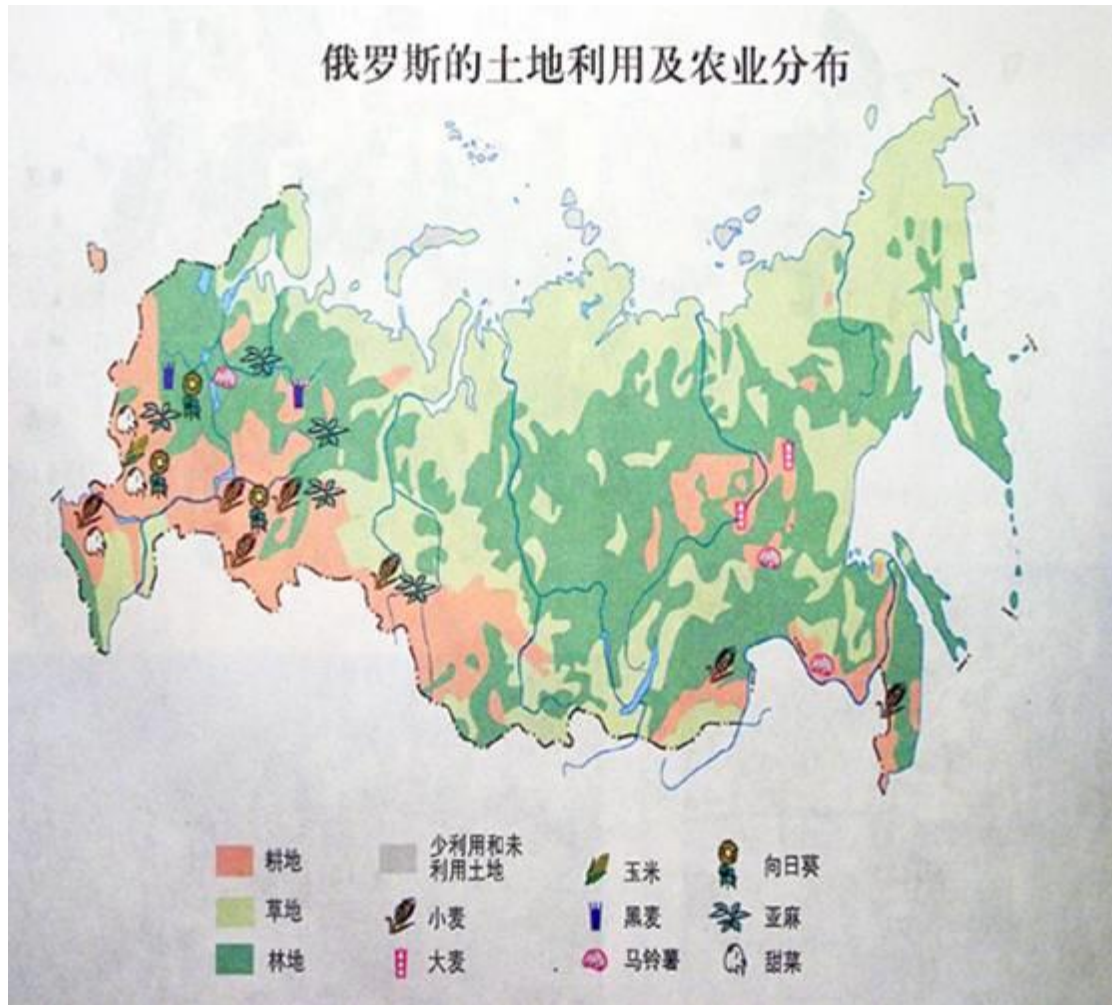 俄罗斯的土地利用及农业分布
耕地
少利用和未
利用土地
玉米
向日葵
草地
小麦
黑麦
亚麻
林地
大麦
马铃薯
甜菜